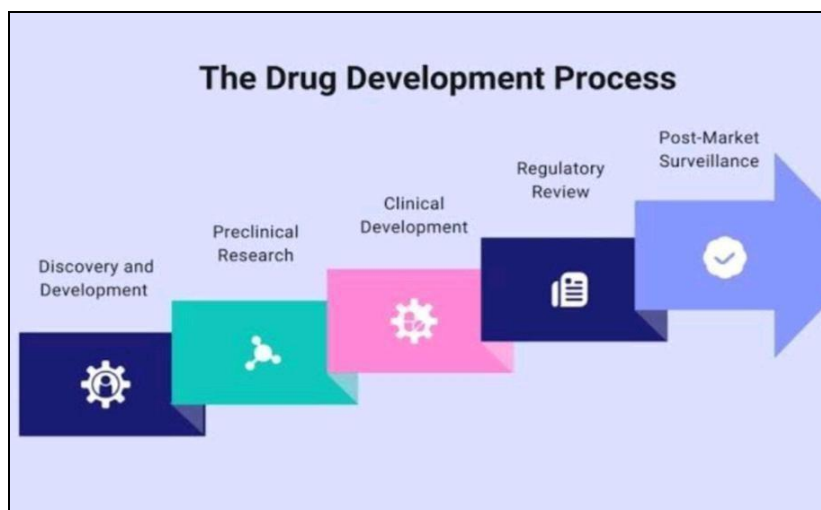 The Drug Development Process
Discovery and
Development
Preclinical
Research
Clinical
Development
Regulatory
Review
Post-Market
Surveillance